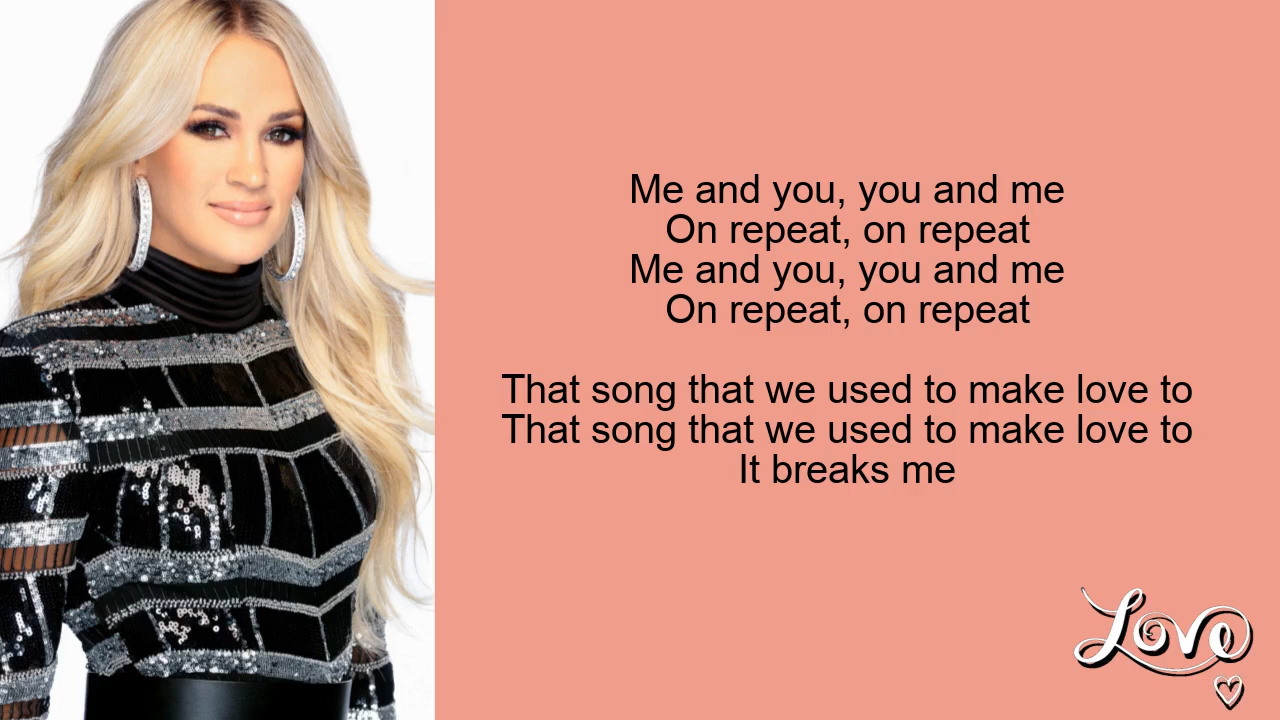 Me and you, you and me
On repeat, on repeat
Me and you, you and me
On repeat, on repeat
That song that we used to make love to
That song that we used to make love to
It breaks me
Love